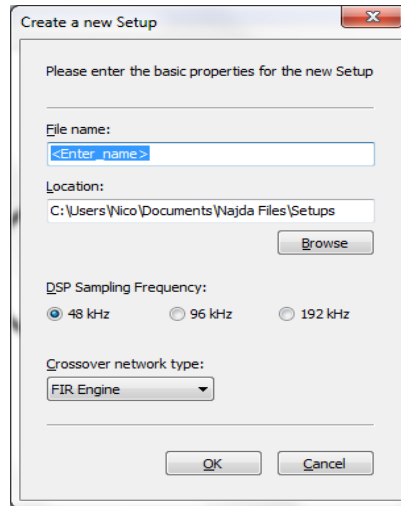 Create a new Setup
Please enter the basic properties for the new Setup
File name:
<Enter_name>
Location:
C:\Users\Nico\Documents\Najda Files\Setups
Browse
DSP Sampling Frequency:
48 kHz 96 kHz 192 kHz
Crossover network type:
FIR Engine
OK Cancel